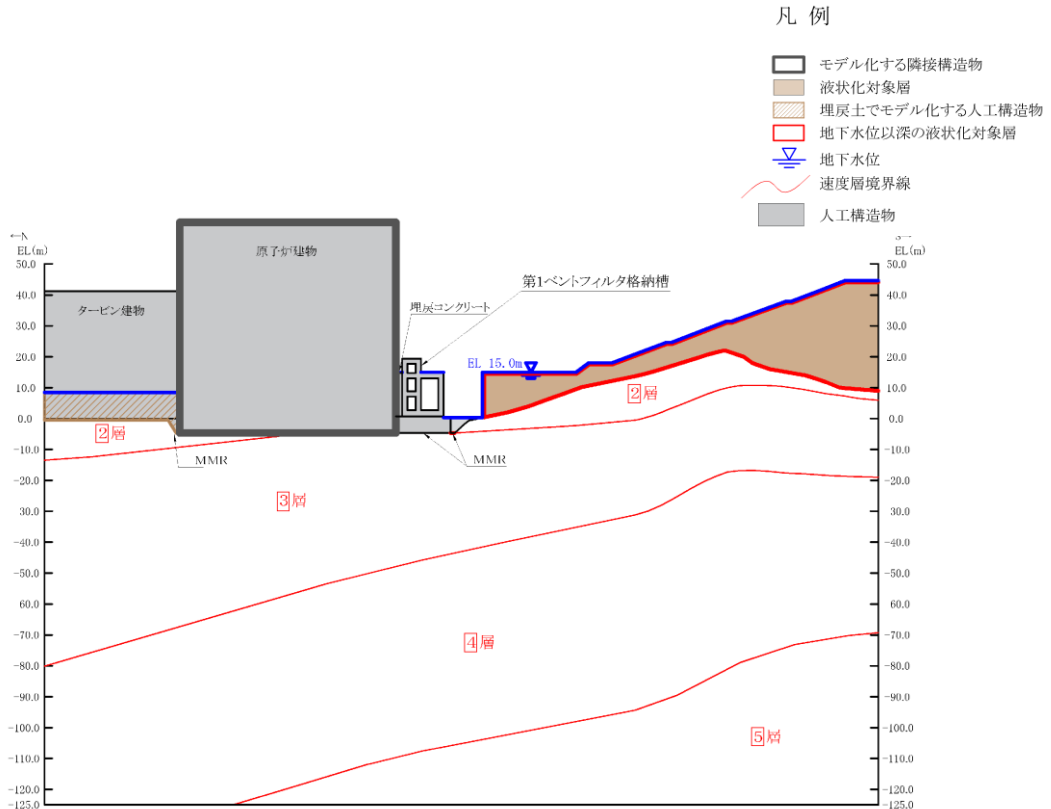 凡 例
モデル化する隣接構造物
液状化対象層
埋戻土でモデル化する人工構造物
地下水位以深の液状化対象層
地下水位
速度層境界線
人工構造物
←N
EL(m)
S→
EL(m)
50.0
40.0
30.0
20.0
10.0
0.0
-10.0
-20.0
-30.0
-40.0
-50.0
-60.0
-70.0
-80.0
-90.0
-100.0
-110.0
-120.0
-125.0
タービン建物
原子炉建物
埋戻コンクリート
第1ベントフィルタ格納槽
EL 15.0m
2層
2層
MMR
MMR
3層
4層
5層
50.0
40.0
30.0
20.0
10.0
0.0
-10.0
-20.0
-30.0
-40.0
-50.0
-60.0
-70.0
-80.0
-90.0
-100.0
-110.0
-120.0
-125.0